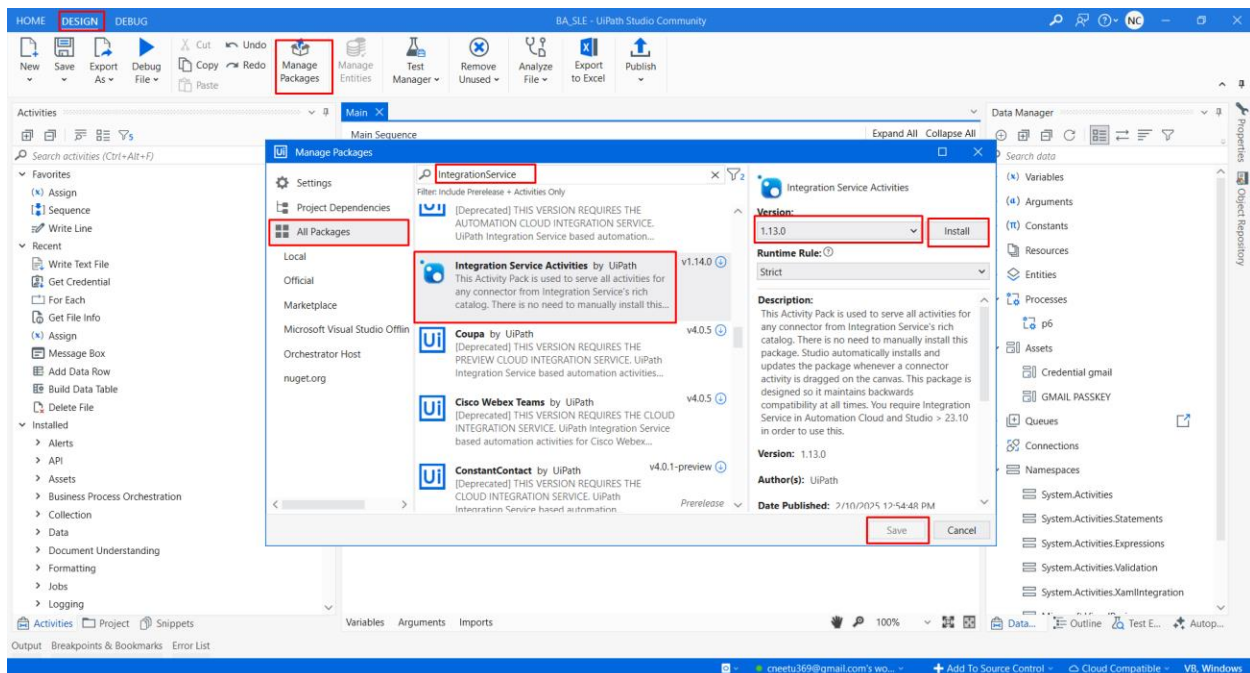 HOME DESIGN DEBUG
BA_SLE - UiPath Studio Community
NC
New
Save
Export As
Debug File
Cut
Copy
Paste
Undo
Redo
Manage Packages
Manage Entities
Test Manager
Remove Unused
Analyze File
Export to Excel
Publish
Activities
Search activities (Ctrl+Alt+F)
Favorites
Assign
Sequence
Write Line
Recent
Write Text File
Get Credential
For Each
Get File Info
Assign
Message Box
Add Data Row
Build Data Table
Delete File
Installed
Alerts
API
Assets
Business Process Orchestration
Collection
Data
Document Understanding
Formatting
Jobs
Logging
Activities Project Snippets
Main
Main Sequence
Expand All Collapse All
Manage Packages
Settings
Project Dependencies
All Packages
Local
Official
Marketplace
Microsoft Visual Studio Offlin
Orchestrator Host
nuget.org
IntegrationService
Filter: Include Prerelease + Activities Only
[Deprecated] THIS VERSION REQUIRES THE
AUTOMATION CLOUD INTEGRATION SERVICE.
UiPath Integration Service based automation...
Integration Service Activities by UiPath
v1.14.0
This Activity Pack is used to serve all activities for
any connector from Integration Service's rich
catalog. There is no need to manually install this...
Coupa by UiPath
v4.0.5
[Deprecated] THIS VERSION REQUIRES THE
PREVIEW CLOUD INTEGRATION SERVICE. UiPath
Integration Service based automation activities...
Cisco Webex Teams by UiPath
v4.0.5
[Deprecated] THIS VERSION REQUIRES THE CLOUD
INTEGRATION SERVICE. UiPath Integration Service
based automation activities for Cisco Webex...
ConstantContact by UiPath
v4.0.1-preview
[Deprecated] THIS VERSION REQUIRES THE
CLOUD INTEGRATION SERVICE. UiPath
Integration Service based automation
Prerelease
Integration Service Activities
Version:
1.13.0
Install
Runtime Rule:
Strict
Description:
This Activity Pack is used to serve all activities for
any connector from Integration Service's rich
catalog. There is no need to manually install this
package. Studio automatically installs and
updates the package whenever a connector
activity is dragged on the canvas. This package is
designed so it maintains backwards
compatibility at all times. You require Integration
Service in Automation Cloud and Studio > 23.10
in order to use this.
Version: 1.13.0
Author(s): UiPath
Date Published: 2/10/2025 12:54:48 PM
Save
Cancel
Variables Arguments Imports
100%
Data Manager
Search data
Variables
Arguments
Constants
Resources
Entities
Processes
p6
Assets
Credential gmail
GMAIL PASSKEY
Queues
Connections
Namespaces
System.Activities
System.Activities.Statements
System.Activities.Expressions
System.Activities.Validation
System.Activities.XamlIntegration
Data... Outline Test E... Autop...
Properties
Object Repository
Output Breakpoints & Bookmarks Error List
cneetu369@gmail.com's wo...
Add To Source Control
Cloud Compatible
VB, Windows